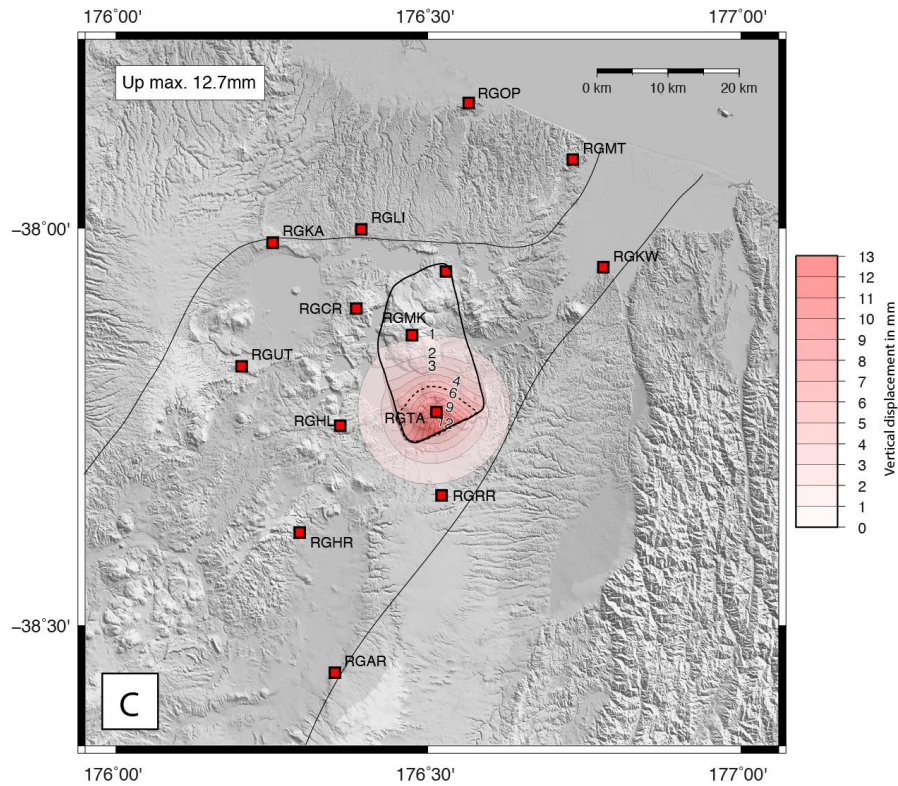 176˚00' 176˚30' 177˚00'
Up max. 12.7mm
0 km 10 km 20 km
RGOP
RGMT
−38˚00'
RGLI
RGKA
RGKW
RGCR
RGMK
1
2
3
RGUT
4
6
9
12
RGTA
RGHL
RGRR
RGHR
−38˚30'
RGAR
C
176˚00' 176˚30' 177˚00'
13
12
11
10
9
8
7
6
5
4
3
2
1
0
Vertical displacement in mm